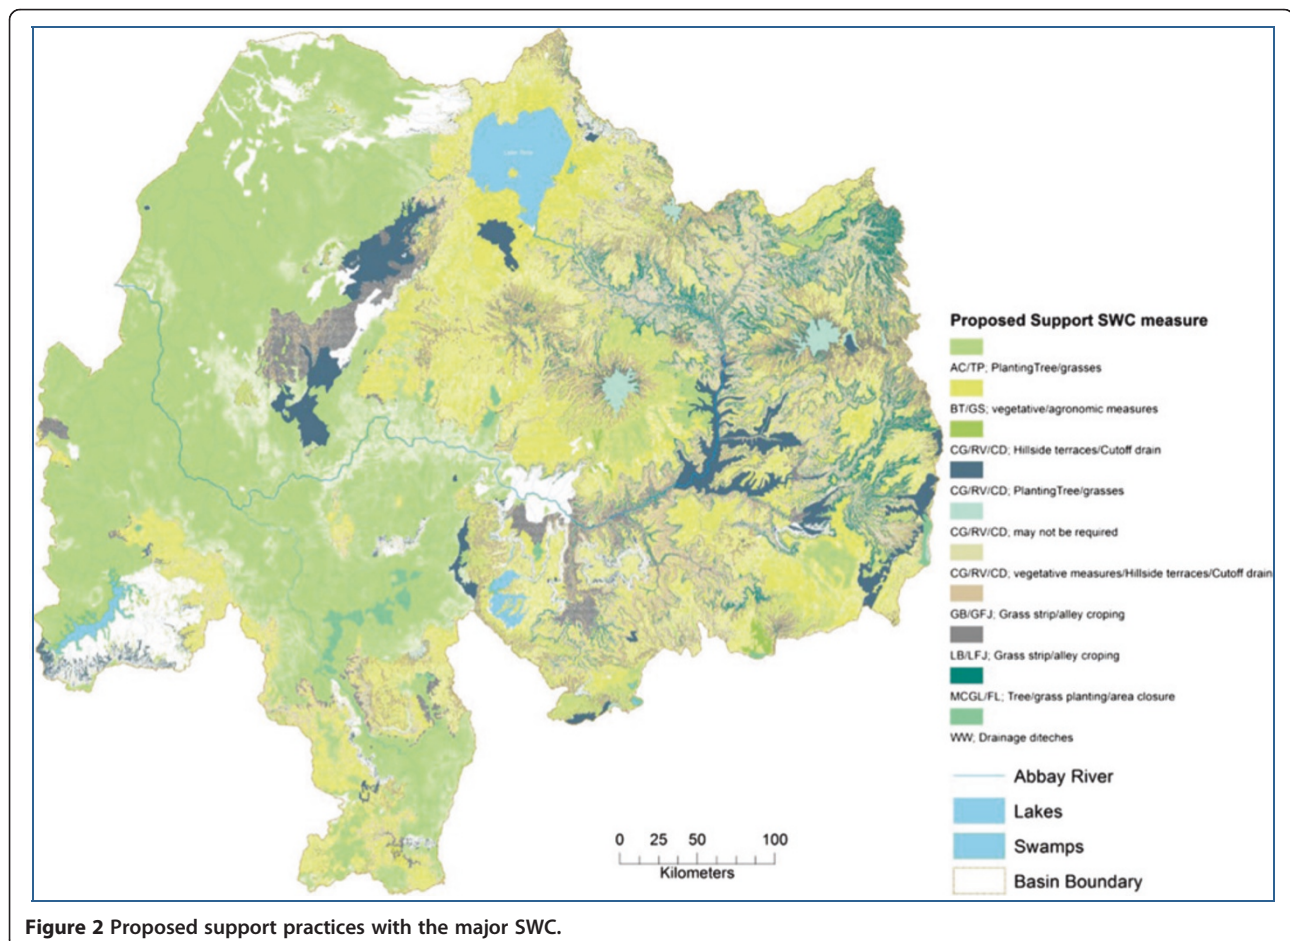 Proposed Support SWC measure
AC/TP; PlantingTree/grasses
BT/GS; vegetative/agronomic measures
CG/RV/CD; Hillside terraces/Cutoff drain
CG/RV/CD; PlantingTree/grasses
CG/RV/CD; may not be required
CG/RV/CD; vegetative measures/Hillside terraces/Cutoff drain
GB/GFJ; Grass strip/alley croping
LB/LFJ; Grass strip/alley croping
MCGL/FL; Tree/grass planting/area closure
WW; Drainage diteches
Abbay River
Lakes
Swamps
Basin Boundary
0 25 50 100
Kilometers
Figure 2 Proposed support practices with the major SWC.